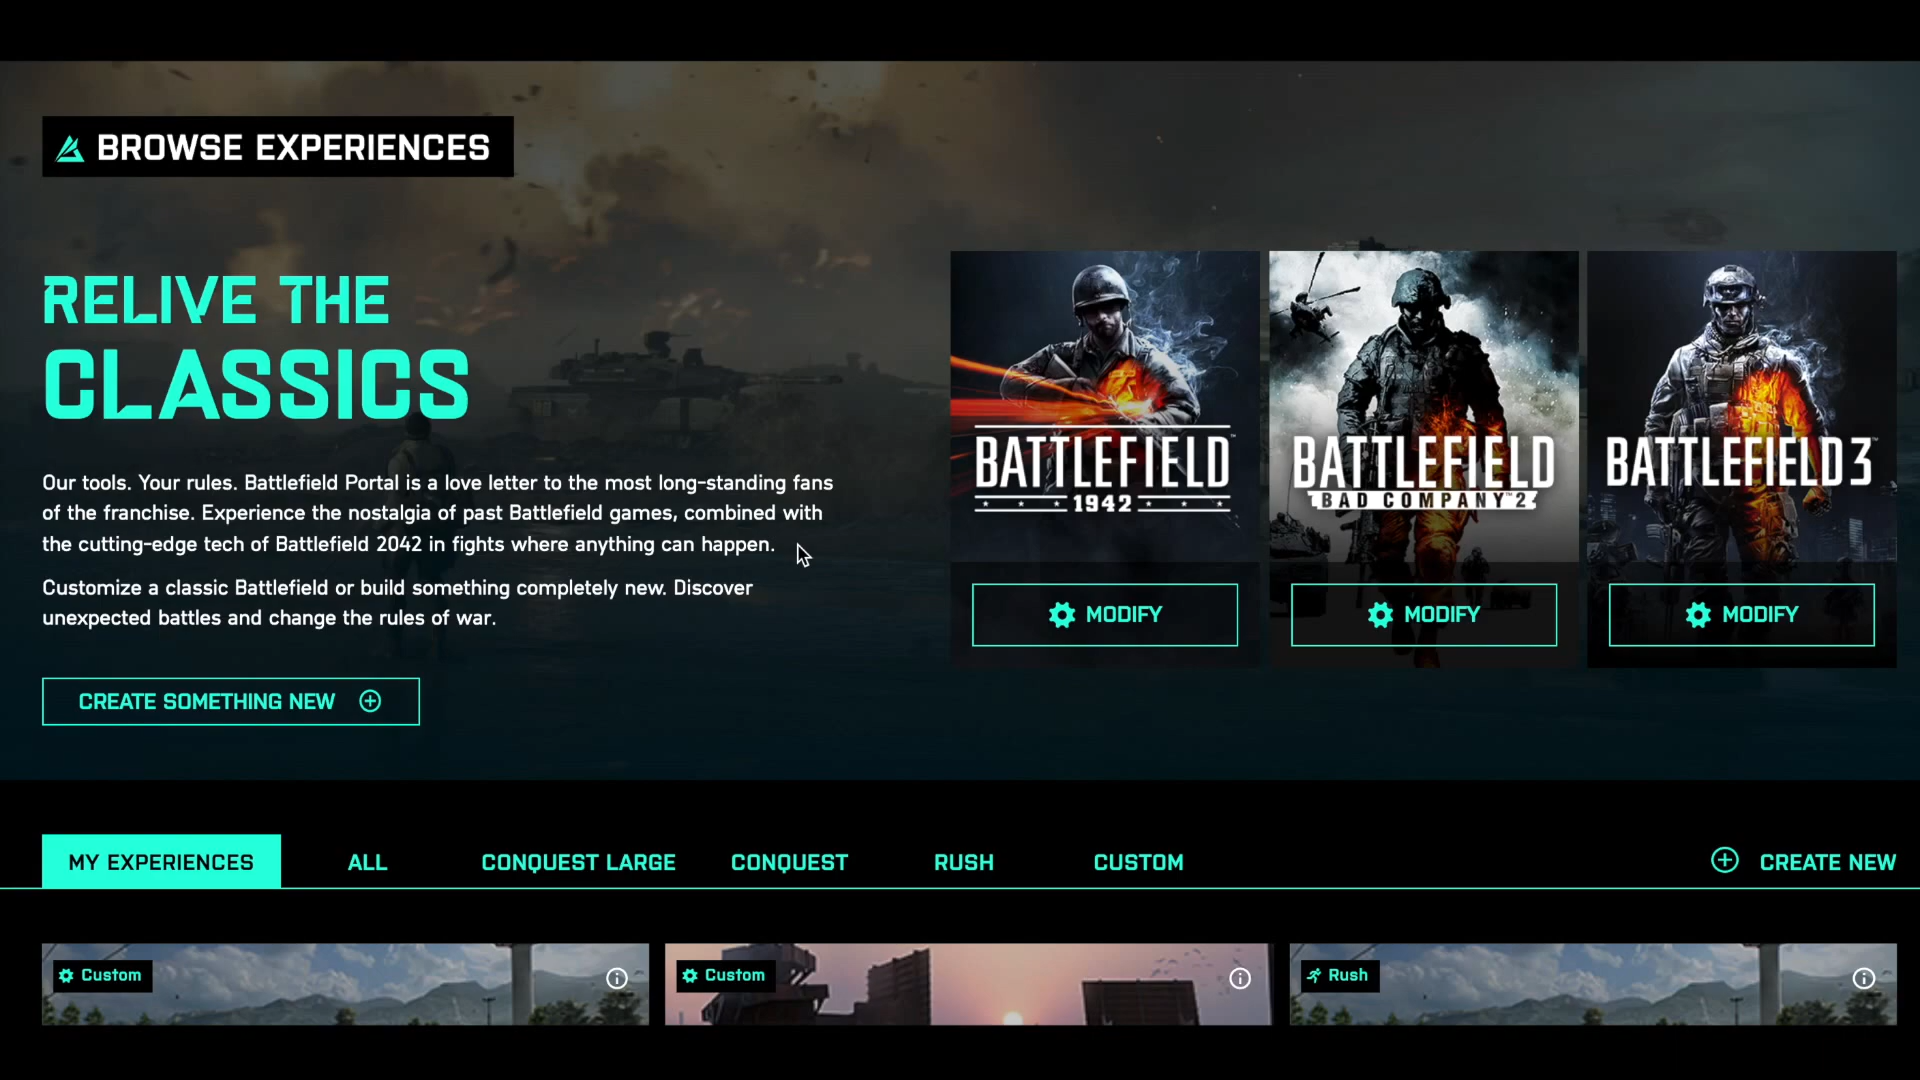 BROWSE EXPERIENCES
RELIVE THE
CLASSICS
Our tools. Your rules. Battlefield Portal is a love letter to the most long-standing fans
of the franchise. Experience the nostalgia of past Battlefield games, combined with
the cutting-edge tech of Battlefield 2042 in fights where anything can happen.
Customize a classic Battlefield or build something completely new. Discover
unexpected battles and change the rules of war.
CREATE SOMETHING NEW
BATTLEFIELD™
1942
MODIFY
BATTLEFIELD
BAD COMPANY™2
MODIFY
BATTLEFIELD 3™
MODIFY
MY EXPERIENCES
ALL
CONQUEST LARGE
CONQUEST
RUSH
CUSTOM
CREATE NEW
Custom
Custom
Rush